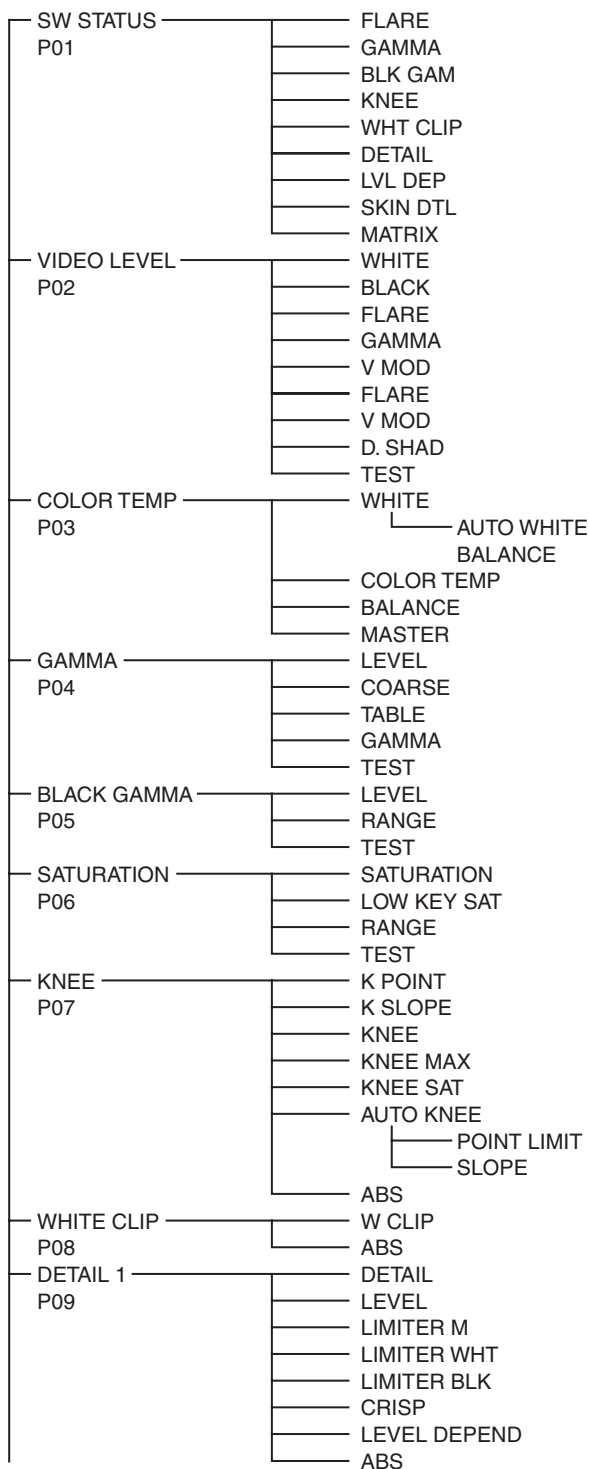 SW STATUS FLARE
P01 GAMMA
BLK GAM
KNEE
WHT CLIP
DETAIL
LVL DEP
SKIN DTL
MATRIX
VIDEO LEVEL WHITE
P02 BLACK
FLARE
GAMMA
V MOD
FLARE
V MOD
D. SHAD
TEST
COLOR TEMP WHITE
P03 AUTO WHITE
BALANCE
COLOR TEMP
BALANCE
MASTER
GAMMA LEVEL
P04 COARSE
TABLE
GAMMA
TEST
BLACK GAMMA LEVEL
P05 RANGE
TEST
SATURATION SATURATION
P06 LOW KEY SAT
RANGE
TEST
KNEE K POINT
P07 K SLOPE
KNEE
KNEE MAX
KNEE SAT
AUTO KNEE
POINT LIMIT
SLOPE
ABS
WHITE CLIP W CLIP
P08 ABS
DETAIL 1 DETAIL
P09 LEVEL
LIMITER M
LIMITER WHT
LIMITER BLK
CRISP
LEVEL DEPEND
ABS